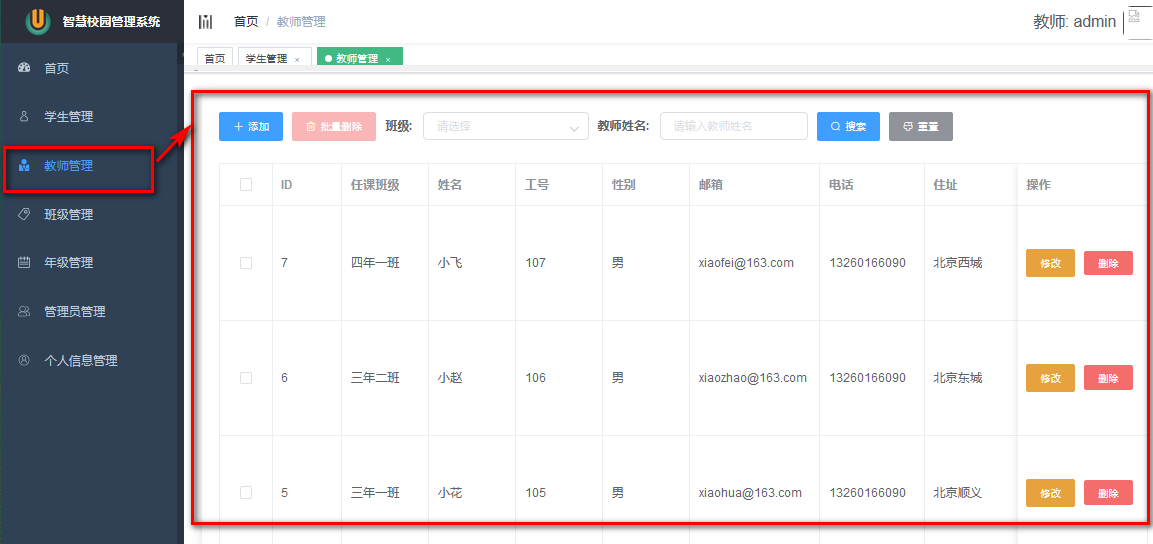 智慧校园管理系统
首页 / 教师管理
教师: admin
首页 学生管理 × 教师管理 ×
首页
学生管理
教师管理
班级管理
年级管理
管理员管理
个人信息管理
添加 批量删除 班级: 请选择 教师姓名: 请输入教师姓名 搜索 重置
ID 任课班级 姓名 工号 性别 邮箱 电话 住址 操作
7 四年一班 小飞 107 男 xiaofei@163.com 13260166090 北京西城 修改 删除
6 三年二班 小赵 106 男 xiaozhao@163.com 13260166090 北京东城 修改 删除
5 三年一班 小花 105 男 xiaohua@163.com 13260166090 北京顺义 修改 删除